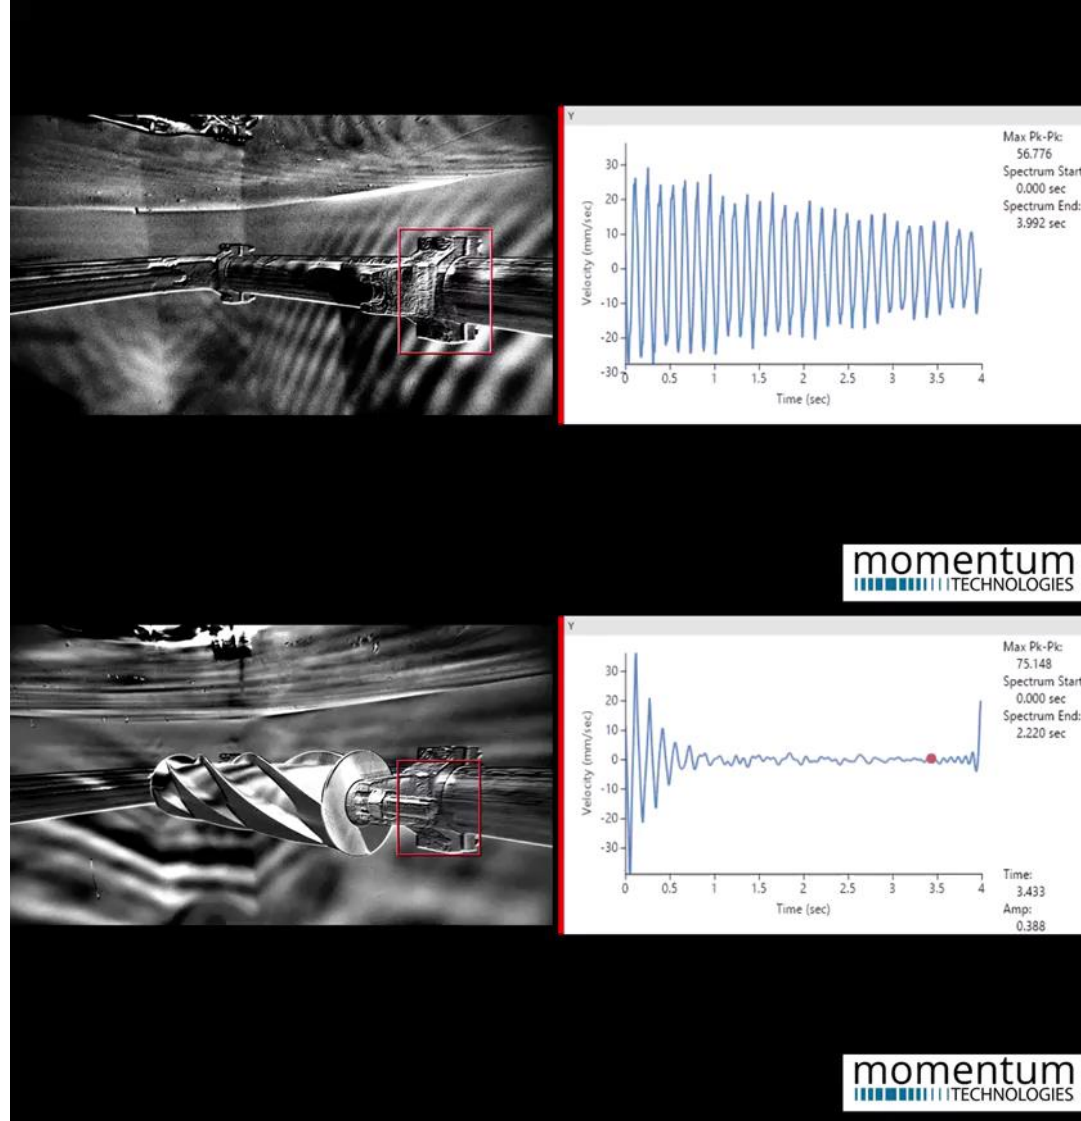 Y
Max Pk-Pk:
56.776
Spectrum Start
0.000 sec
Spectrum End:
3.992 sec
Velocity (mm/sec)
30
20
10
0
-10
-20
-30
0 0.5 1 1.5 2 2.5 3 3.5 4
Time (sec)
momentum
TECHNOLOGIES
Y
Max Pk-Pk:
75.148
Spectrum Start
0.000 sec
Spectrum End:
2.220 sec
Velocity (mm/sec)
30
20
10
0
-10
-20
-30
0 0.5 1 1.5 2 2.5 3 3.5 4
Time (sec)
Time:
3.433
Amp:
0.388
momentum
TECHNOLOGIES